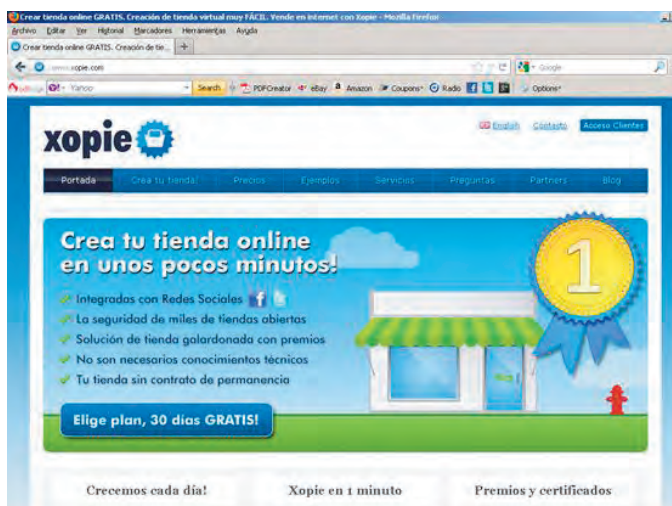 Crear tienda online GRATIS. Creación de tienda virtual muy FÁCIL. Vende en internet con Xopie - Mozilla Firefox
Archivo Editar Ver Historial Marcadores Herramientas Ayuda
Crear tienda online GRATIS. Creación de tie...
www.xopie.com Google
Yahoo Search PDFCreator eBay Amazon Coupons Radio Options
English Contacto Acceso Clientes
xopie
Portada Crea tu tienda! Precios Ejemplos Servicios Preguntas Partners Blog
Crea tu tienda online
en unos pocos minutos!
1
Integradas con Redes Sociales
La seguridad de miles de tiendas abiertas
Solución de tienda galardonada con premios
No son necesarios conocimientos técnicos
Tu tienda sin contrato de permanencia
Elige plan, 30 días GRATIS!
Crecemos cada día! Xopie en 1 minuto Premios y certificados